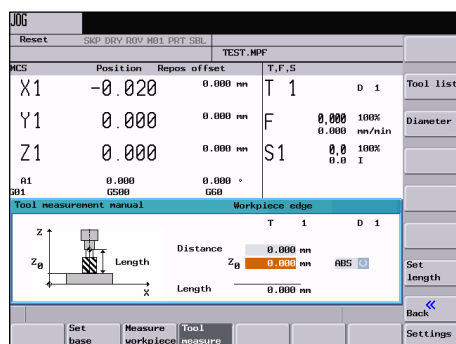 JOG
Reset SKP DRY ROV M01 PRT SBL
TEST.MPF
MCS Position Repos offset T,F,S
X1 -0.020 0.000 mm T 1 D 1 Tool list
Y1 0.000 0.000 mm F 0,000 100% Diameter
0.000 mm/min
Z1 0.000 0.000 mm S1 0,0 100%
0.0 I
A1 0.000 0.000 °
G01 G500 G60
Tool measurement manual Workpiece edge
T 1 D 1
Z
Distance 0.000 mm
Z0 Length Z0 0.000 mm ABS
X Length 0.000 mm
Set
length
«
Back
Set Measure Tool Settings
base workpiece measure